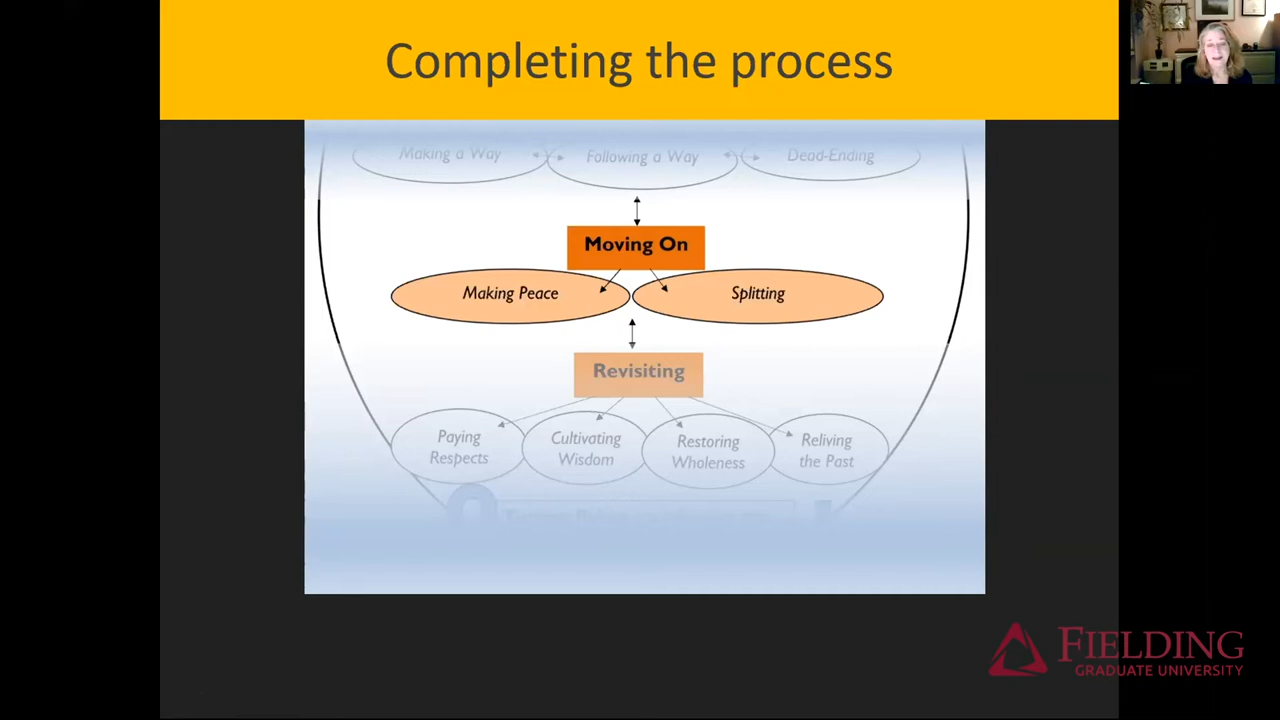 Completing the process
Making a Way
Following a Way
Dead-Ending
Moving On
Making Peace
Splitting
Revisiting
Paying
Respects
Cultivating
Wisdom
Restoring
Wholeness
Reliving
the Past
FIELDING
GRADUATE UNIVERSITY